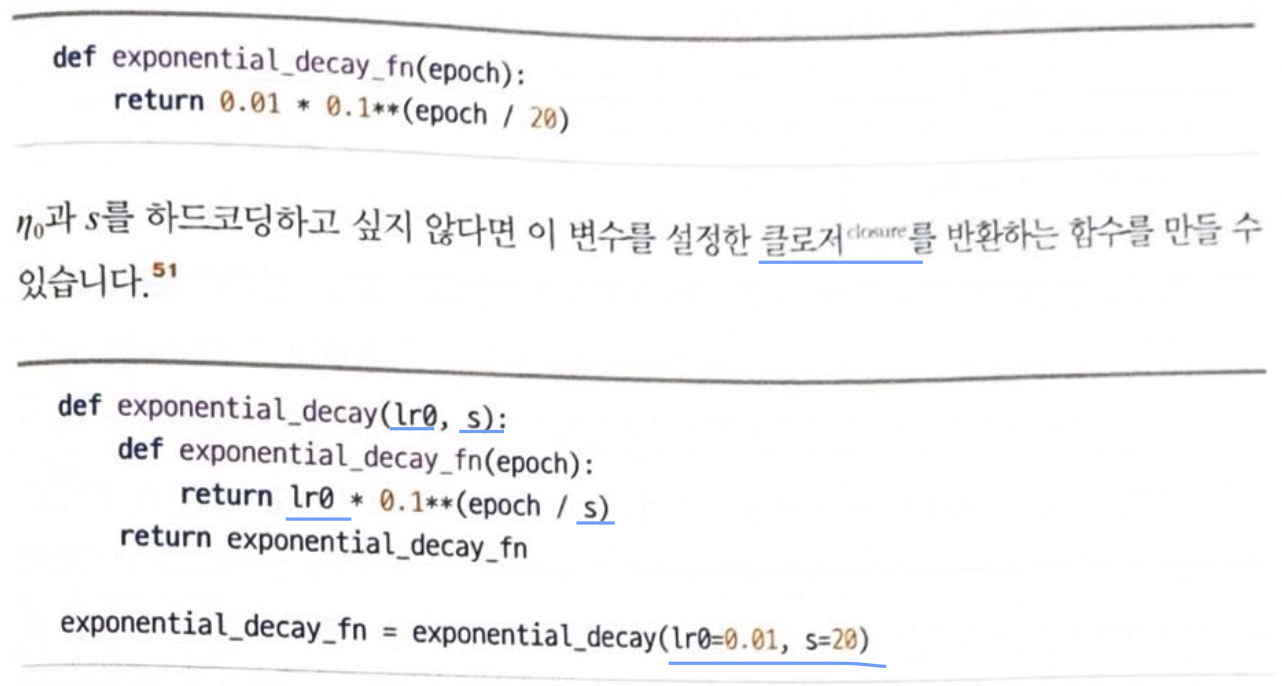 def exponential_decay_fn(epoch):
    return 0.01 * 0.1**(epoch / 20)
η₀과 s를 하드코딩하고 싶지 않다면 이 변수를 설정한 클로저closure를 반환하는 함수를 만들 수
있습니다.51
def exponential_decay(lr0, s):
    def exponential_decay_fn(epoch):
        return lr0 * 0.1**(epoch / s)
    return exponential_decay_fn
exponential_decay_fn = exponential_decay(lr0=0.01, s=20)